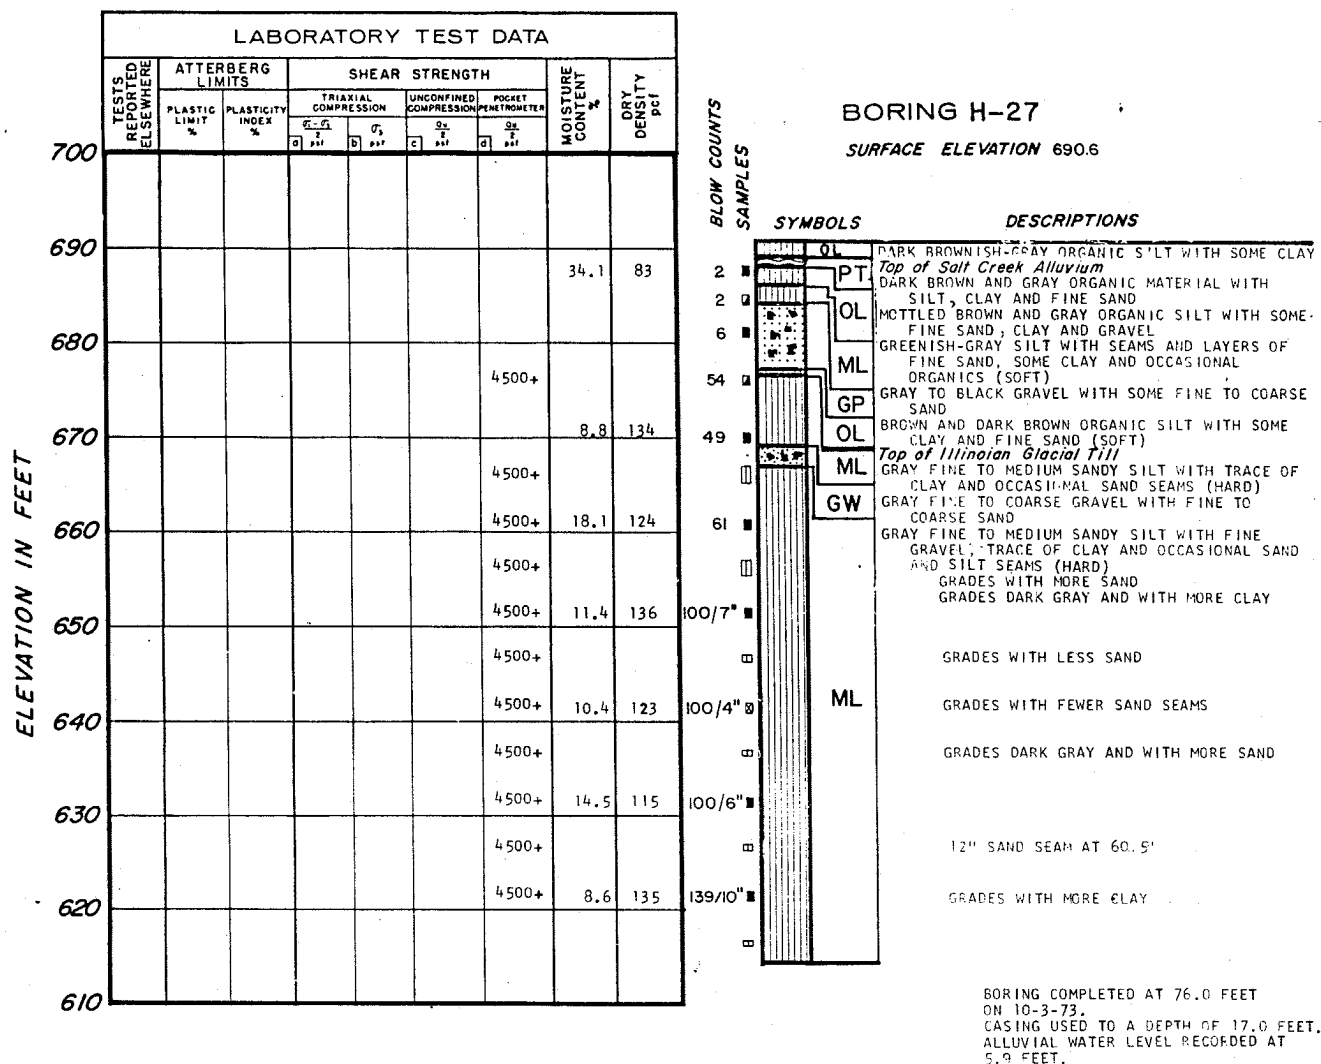 LABORATORY TEST DATA
TESTS REPORTED ELSEWHERE
ATTERBERG LIMITS
SHEAR STRENGTH
MOISTURE CONTENT %
DRY DENSITY pcf
PLASTIC LIMIT %
PLASTICITY INDEX %
TRIAXIAL COMPRESSION
UNCONFINED COMPRESSION
POCKET PENETROMETER
a psf
b psf
c Qu/2 psf
d Qu/2 psf
BLOW COUNTS
SAMPLES
BORING H-27
SURFACE ELEVATION 690.6
SYMBOLS DESCRIPTIONS
ELEVATION IN FEET
700
690
34.1 83
680
4500+
8.8 134
670
4500+
4500+ 18.1 124
660
4500+
4500+ 11.4 136
650
4500+
4500+ 10.4 123
640
4500+
4500+ 14.5 115
630
4500+
4500+ 8.6 135
620
610
2
2
6
54
49
61
100/7"
100/4"
100/6"
139/10"
OL
PT
OL
ML
GP
OL
ML
GW
ML
DARK BROWNISH-GRAY ORGANIC S'LT WITH SOME CLAY
Top of Salt Creek Alluvium
DARK BROWN AND GRAY ORGANIC MATERIAL WITH
SILT, CLAY AND FINE SAND
MOTTLED BROWN AND GRAY ORGANIC SILT WITH SOME
FINE SAND, CLAY AND GRAVEL
GREENISH-GRAY SILT WITH SEAMS AND LAYERS OF
FINE SAND, SOME CLAY AND OCCASIONAL
ORGANICS (SOFT)
GRAY TO BLACK GRAVEL WITH SOME FINE TO COARSE
SAND
BROWN AND DARK BROWN ORGANIC SILT WITH SOME
CLAY AND FINE SAND (SOFT)
Top of Illinoian Glacial Till
GRAY FINE TO MEDIUM SANDY SILT WITH TRACE OF
CLAY AND OCCASIONAL SAND SEAMS (HARD)
GRAY FINE TO COARSE GRAVEL WITH FINE TO
COARSE SAND
GRAY FINE TO MEDIUM SANDY SILT WITH FINE
GRAVEL, TRACE OF CLAY AND OCCASIONAL SAND
AND SILT SEAMS (HARD)
GRADES WITH MORE SAND
GRADES DARK GRAY AND WITH MORE CLAY
GRADES WITH LESS SAND
GRADES WITH FEWER SAND SEAMS
GRADES DARK GRAY AND WITH MORE SAND
12" SAND SEAM AT 60.5'
GRADES WITH MORE CLAY
BORING COMPLETED AT 76.0 FEET
ON 10-3-73.
CASING USED TO A DEPTH OF 17.0 FEET.
ALLUVIAL WATER LEVEL RECORDED AT
5.9 FEET.